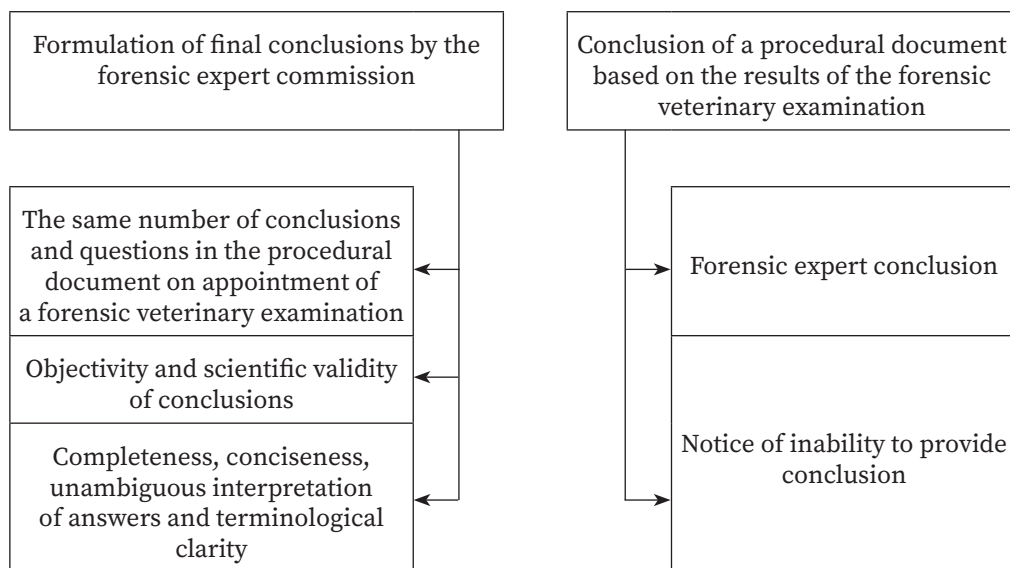 Formulation of final conclusions by the
forensic expert commission
The same number of conclusions
and questions in the procedural
document on appointment of
a forensic veterinary examination
Objectivity and scientific validity
of conclusions
Completeness, conciseness,
unambiguous interpretation
of answers and terminological
clarity
Conclusion of a procedural document
based on the results of the forensic
veterinary examination
Forensic expert conclusion
Notice of inability to provide
conclusion